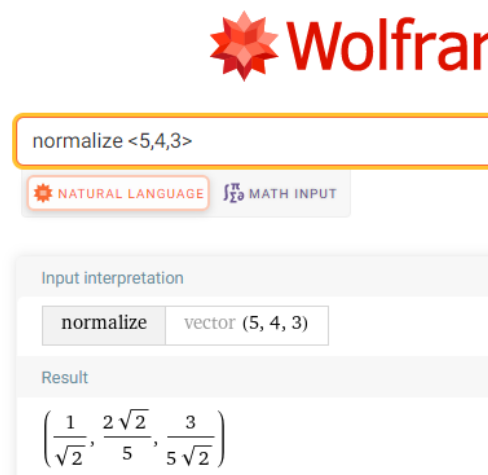 Wolfra
normalize <5,4,3>
NATURAL LANGUAGE ∫Σ∂π MATH INPUT
Input interpretation
normalize vector (5, 4, 3)
Result
(1/√2, 2√2/5, 3/(5√2))